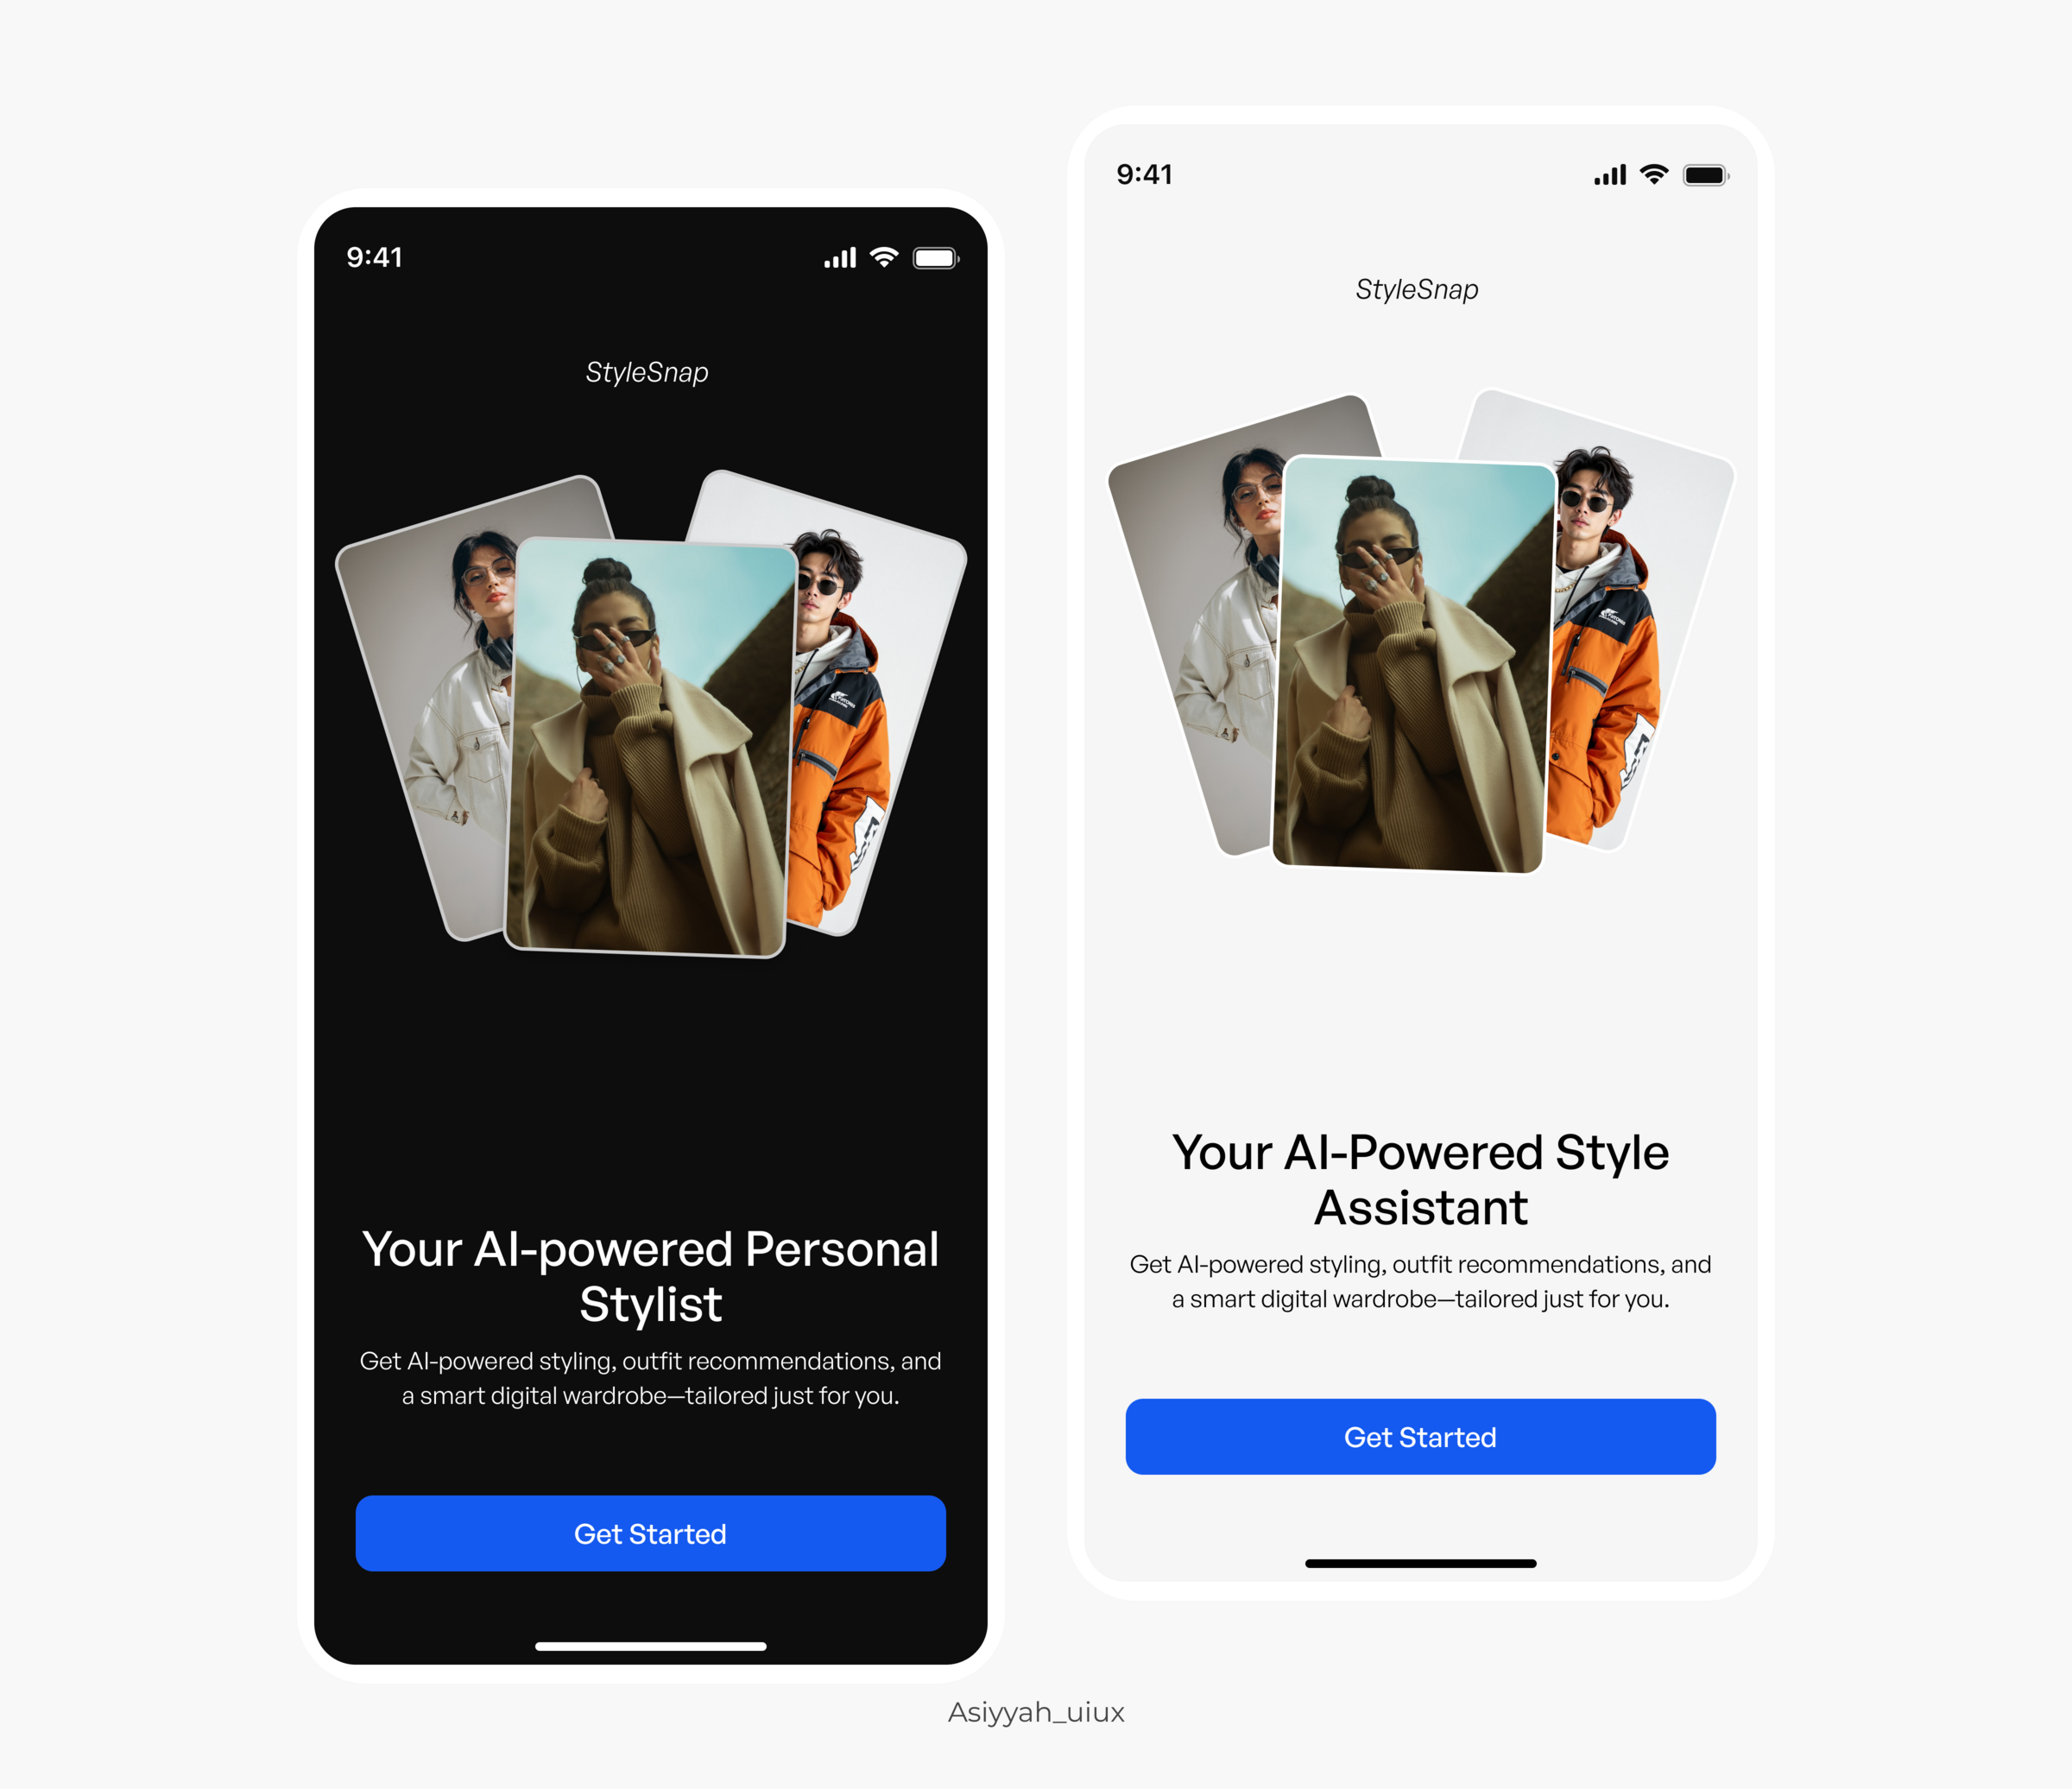 9:41
StyleSnap
Your AI-powered Personal
Stylist
Get AI-powered styling, outfit recommendations, and
a smart digital wardrobe—tailored just for you.
Get Started
9:41
StyleSnap
Your AI-Powered Style
Assistant
Get AI-powered styling, outfit recommendations, and
a smart digital wardrobe—tailored just for you.
Get Started
Asiyyah_uiux